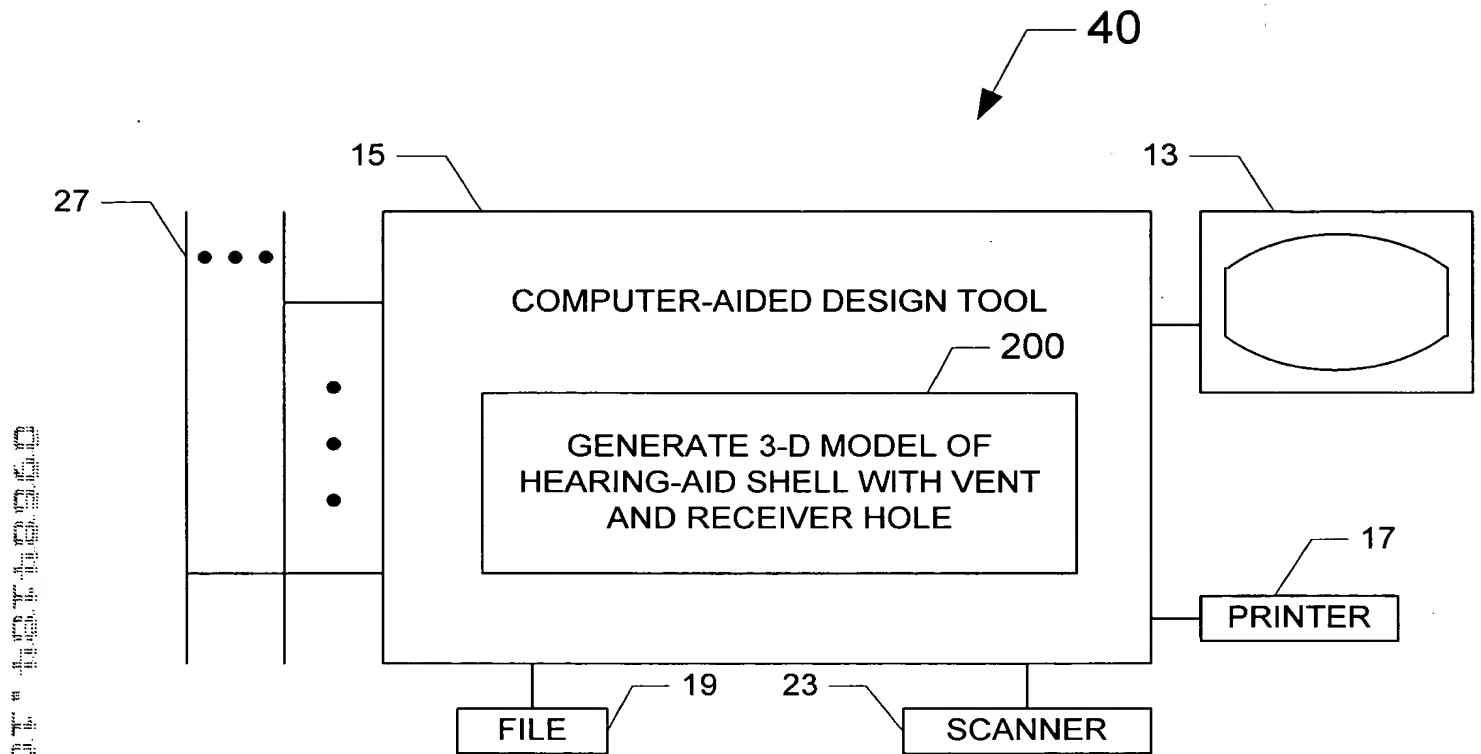 40
15
13
27
COMPUTER-AIDED DESIGN TOOL
200
GENERATE 3-D MODEL OF
HEARING-AID SHELL WITH VENT
AND RECEIVER HOLE
17
PRINTER
19
23
FILE
SCANNER